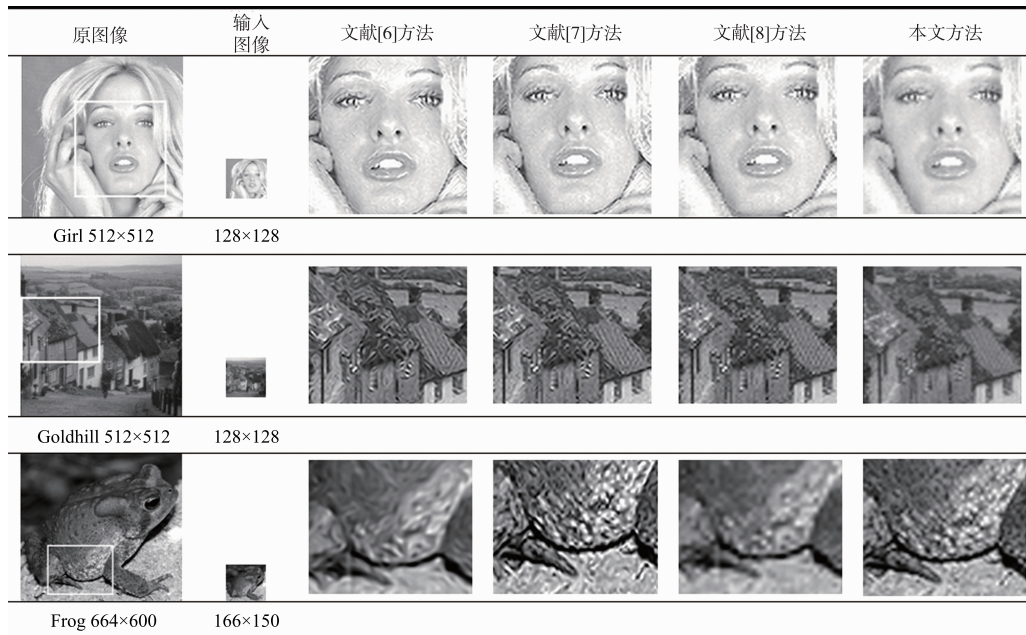 原图像 输入图像 文献[6]方法 文献[7]方法 文献[8]方法 本文方法
Girl 512×512 128×128
Goldhill 512×512 128×128
Frog 664×600 166×150